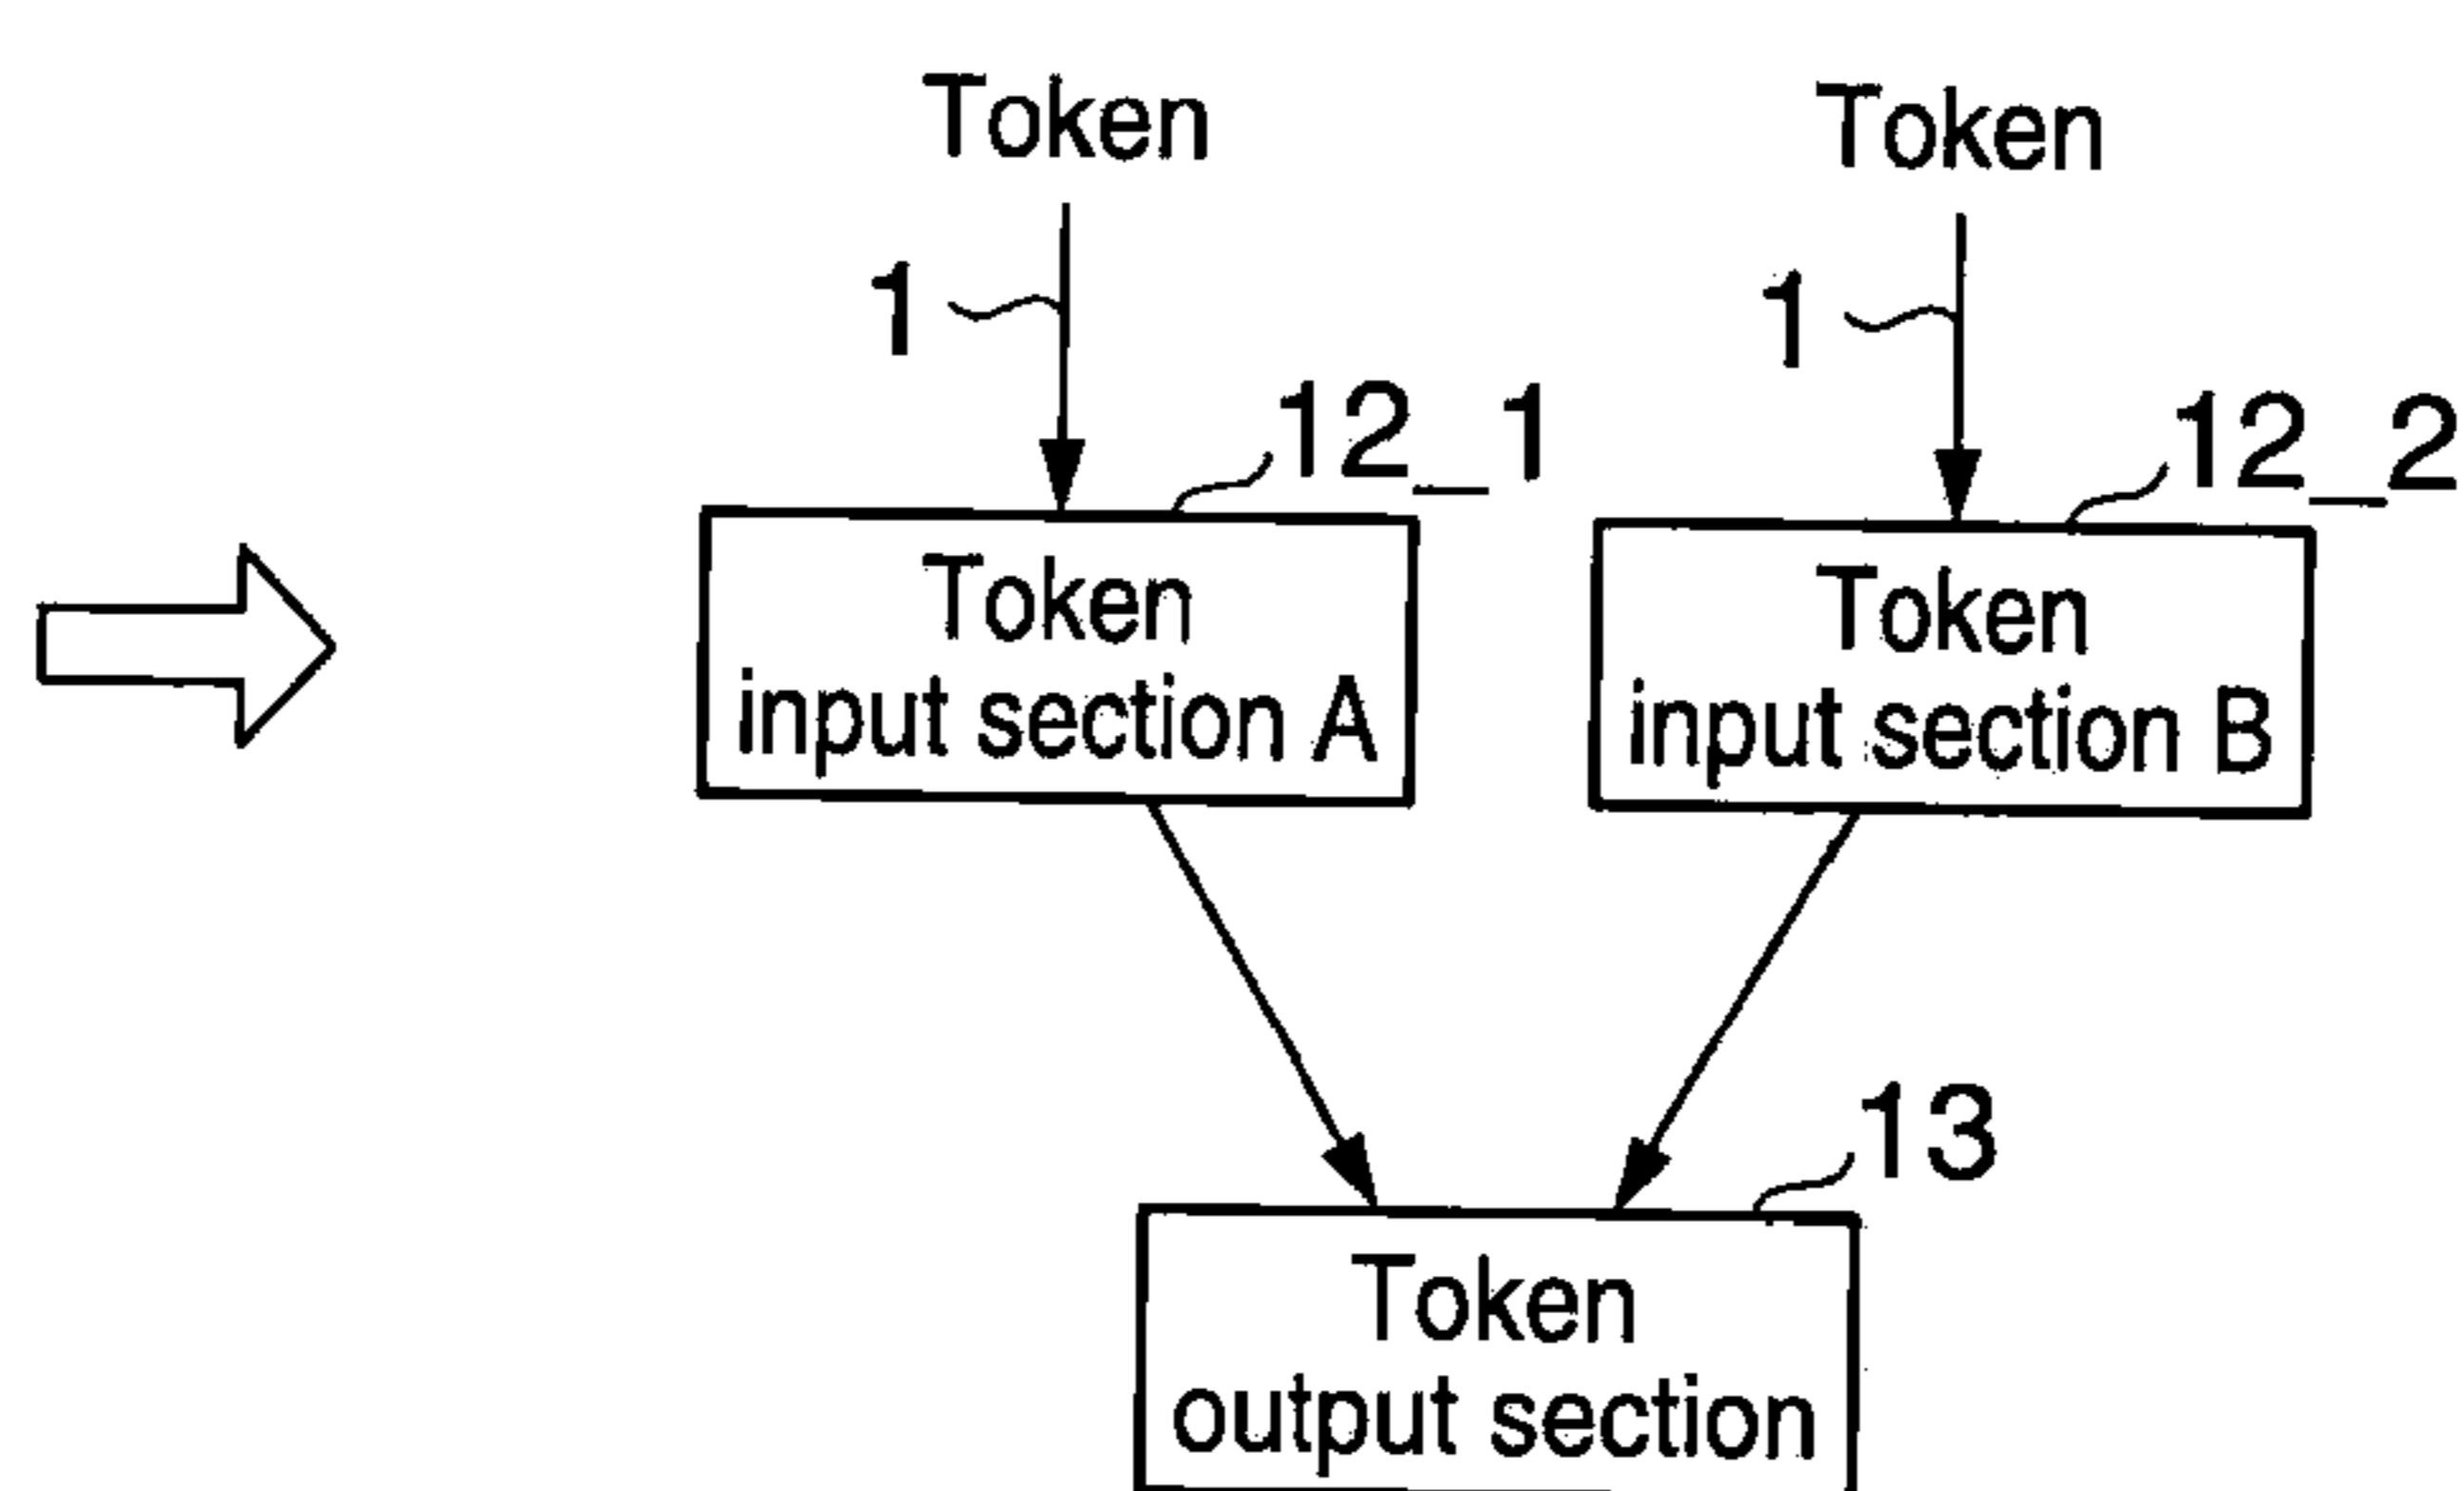 Token
Token
1
1
12_1
12_2
Token
input section A
Token
input section B
13
Token
output section